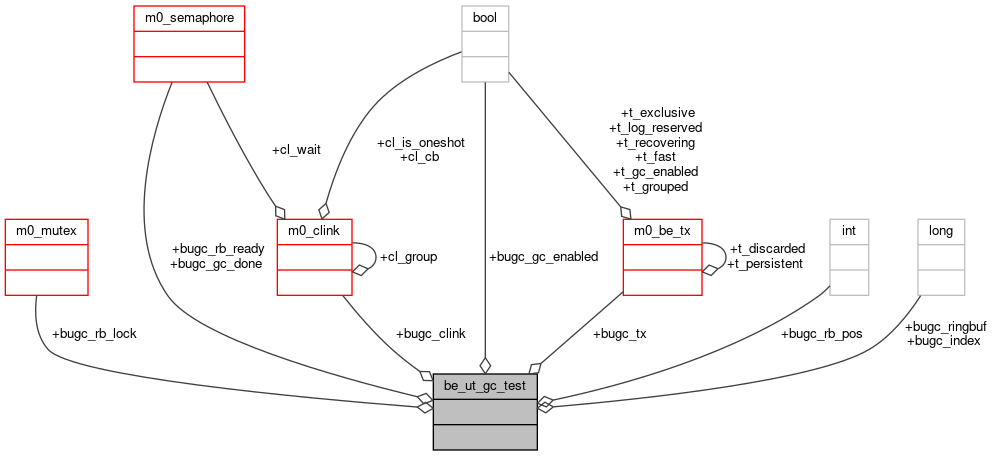 m0_semaphore
bool
+t_exclusive
+t_log_reserved
+t_recovering
+t_fast
+t_gc_enabled
+t_grouped
+cl_is_oneshot
+cl_cb
+cl_wait
m0_mutex
m0_clink
m0_be_tx
int
long
+bugc_rb_ready
+bugc_gc_done
+cl_group
+bugc_gc_enabled
+t_discarded
+t_persistent
+bugc_rb_lock
+bugc_clink
+bugc_tx
+bugc_rb_pos
+bugc_ringbuf
+bugc_index
be_ut_gc_test